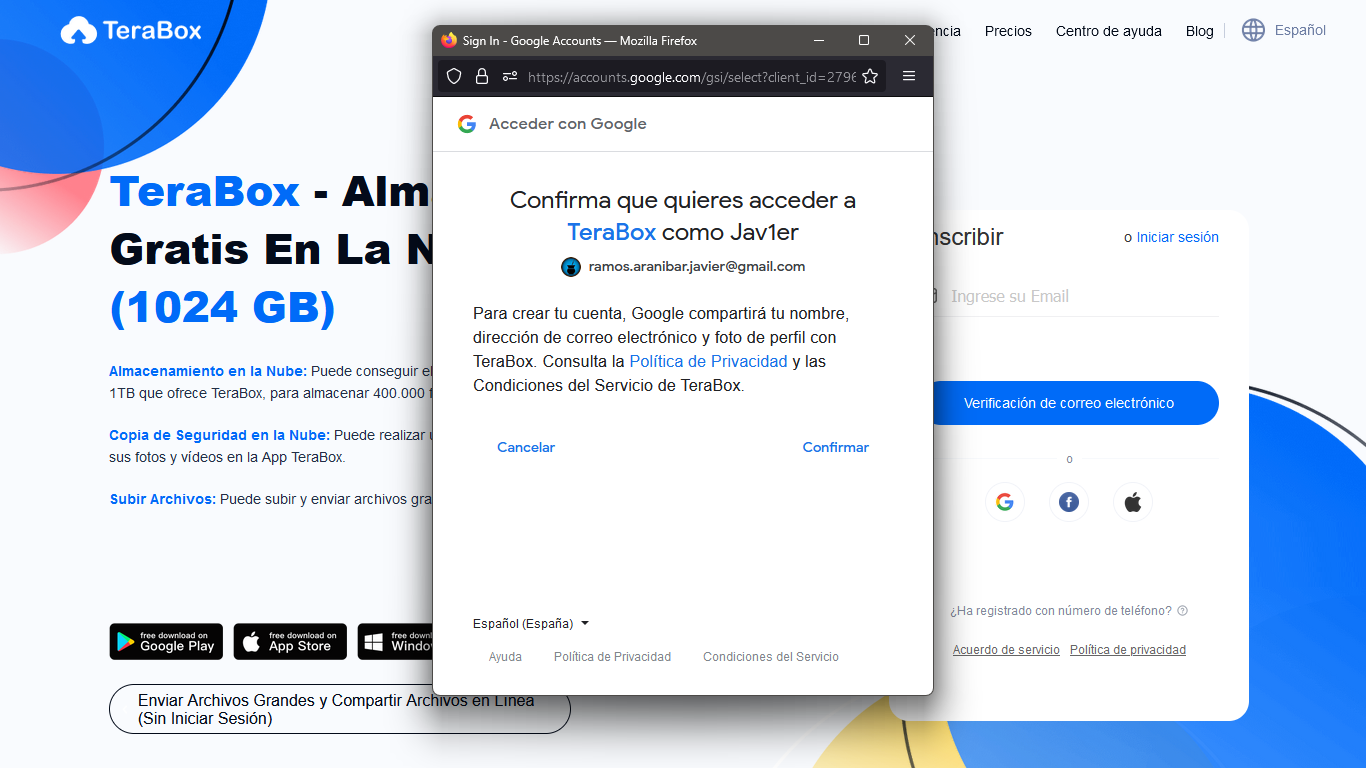 TeraBox
Precios
Centro de ayuda
Blog
Español
Sign In - Google Accounts — Mozilla Firefox
https://accounts.google.com/gsi/select?client_id=2796
Acceder con Google
Confirma que quieres acceder a
TeraBox como Jav1er
ramos.aranibar.javier@gmail.com
Para crear tu cuenta, Google compartirá tu nombre,
dirección de correo electrónico y foto de perfil con
TeraBox. Consulta la Política de Privacidad y las
Condiciones del Servicio de TeraBox.
Cancelar
Confirmar
Español (España)
Ayuda
Política de Privacidad
Condiciones del Servicio
TeraBox - Alm
Gratis En La N
(1024 GB)
Almacenamiento en la Nube: Puede conseguir el
1TB que ofrece TeraBox, para almacenar 400.000 f
Copia de Seguridad en la Nube: Puede realizar
sus fotos y vídeos en la App TeraBox.
Subir Archivos: Puede subir y enviar archivos gra
free download on
Google Play
free download on
App Store
free down
Windo
Enviar Archivos Grandes y Compartir Archivos en Línea
(Sin Iniciar Sesión)
nscribir
o Iniciar sesión
Ingrese su Email
Verificación de correo electrónico
o
¿Ha registrado con número de teléfono?
Acuerdo de servicio
Política de privacidad